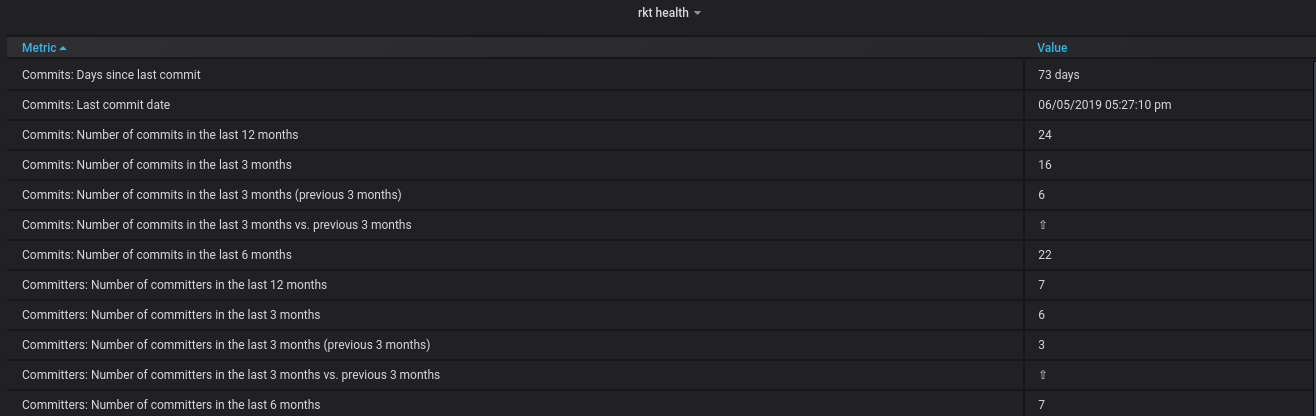 rkt health
Metric Value
Commits: Days since last commit 73 days
Commits: Last commit date 06/05/2019 05:27:10 pm
Commits: Number of commits in the last 12 months 24
Commits: Number of commits in the last 3 months 16
Commits: Number of commits in the last 3 months (previous 3 months) 6
Commits: Number of commits in the last 3 months vs. previous 3 months ⇧
Commits: Number of commits in the last 6 months 22
Committers: Number of committers in the last 12 months 7
Committers: Number of committers in the last 3 months 6
Committers: Number of committers in the last 3 months (previous 3 months) 3
Committers: Number of committers in the last 3 months vs. previous 3 months ⇧
Committers: Number of committers in the last 6 months 7